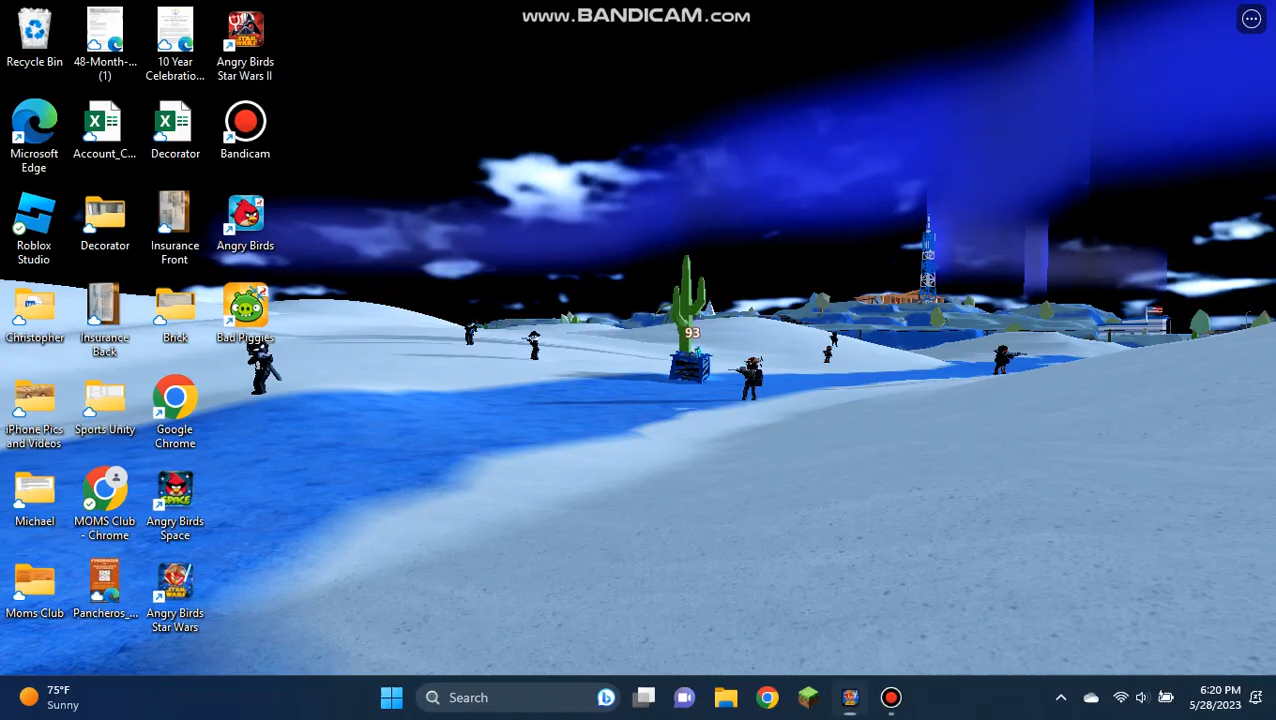 www.BANDICAM.com
Recycle Bin
48-Month-...
(1)
10 Year
Celebratio...
Angry Birds
Star Wars II
Microsoft
Edge
Account_C...
Decorator
Bandicam
Roblox
Studio
Decorator
Insurance
Front
Angry Birds
Christopher
Insurance
Back
Brick
Bad Piggies
93
iPhone Pics
and Videos
Sports Unity
Google
Chrome
Michael
MOMS Club
- Chrome
SPACE
Angry Birds
Space
Moms Club
Pancheros_...
STAR WARS
Angry Birds
Star Wars
75°F
Sunny
Search
6:20 PM
5/28/2023